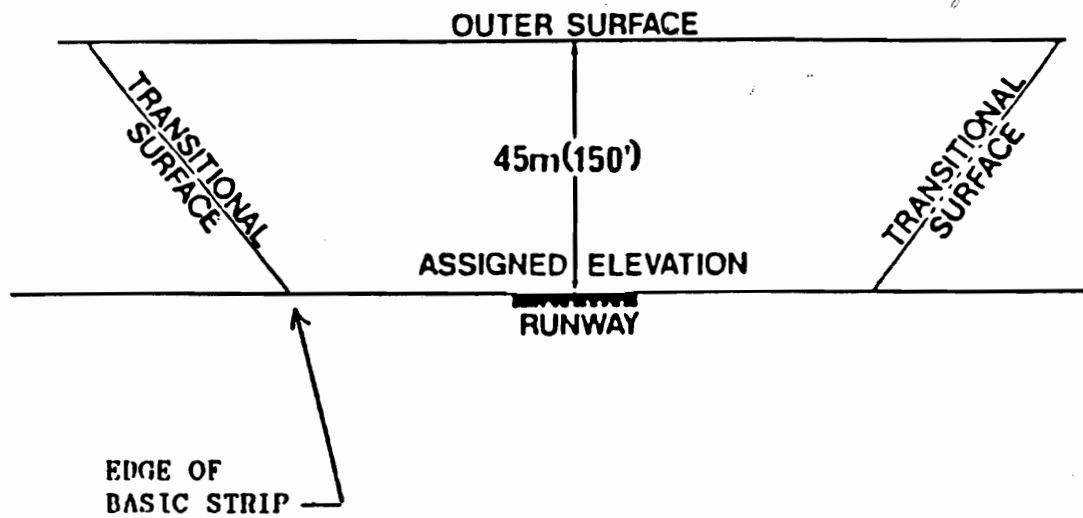 OUTER SURFACE
TRANSITIONAL
SURFACE
TRANSITIONAL
SURFACE
45m(150')
ASSIGNED ELEVATION
RUNWAY
EDGE OF
BASIC STRIP